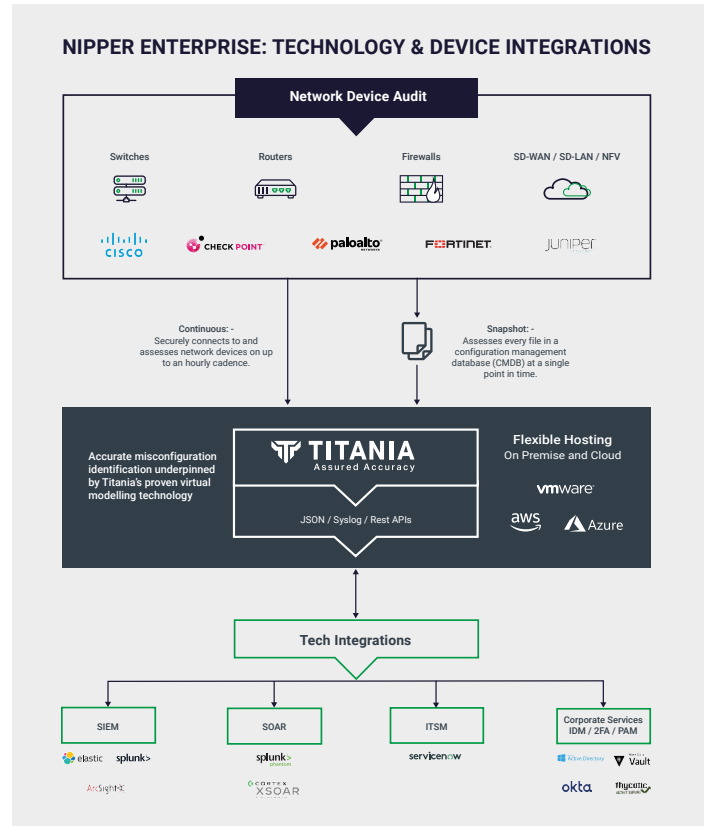 NIPPER ENTERPRISE: TECHNOLOGY & DEVICE INTEGRATIONS
Network Device Audit
Switches
Routers
Firewalls
SD-WAN / SD-LAN / NFV
CISCO
CHECK POINT
paloalto
NETWORKS
FORTINET
JUNIPER
Continuous: -
Securely connects to and
assesses network devices on up
to an hourly cadence.
Snapshot: -
Assesses every file in a
configuration management
database (CMDB) at a single
point in time.
Accurate misconfiguration
identification underpinned
by Titania's proven virtual
modelling technology
TITANIA
Assured Accuracy
JSON / Syslog / Rest APIs
Flexible Hosting
On Premise and Cloud
vmware
aws
Azure
Tech Integrations
SIEM
SOAR
ITSM
Corporate Services
IDM / 2FA / PAM
elastic
splunk>
ArcSight
splunk>
phantom
CORTEX
XSOAR
servicenow
Active Directory
Vault
okta
thycotic